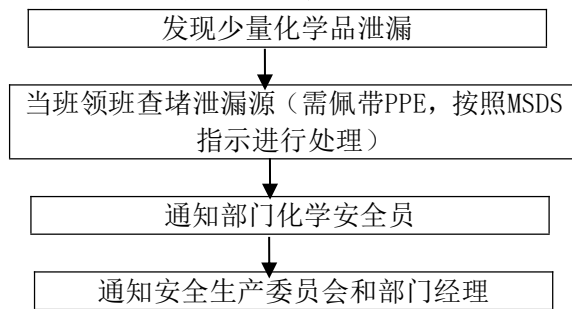 发现少量化学品泄漏
当班领班查堵泄漏源（需佩带PPE，按照MSDS
指示进行处理）
通知部门化学安全员
通知安全生产委员会和部门经理